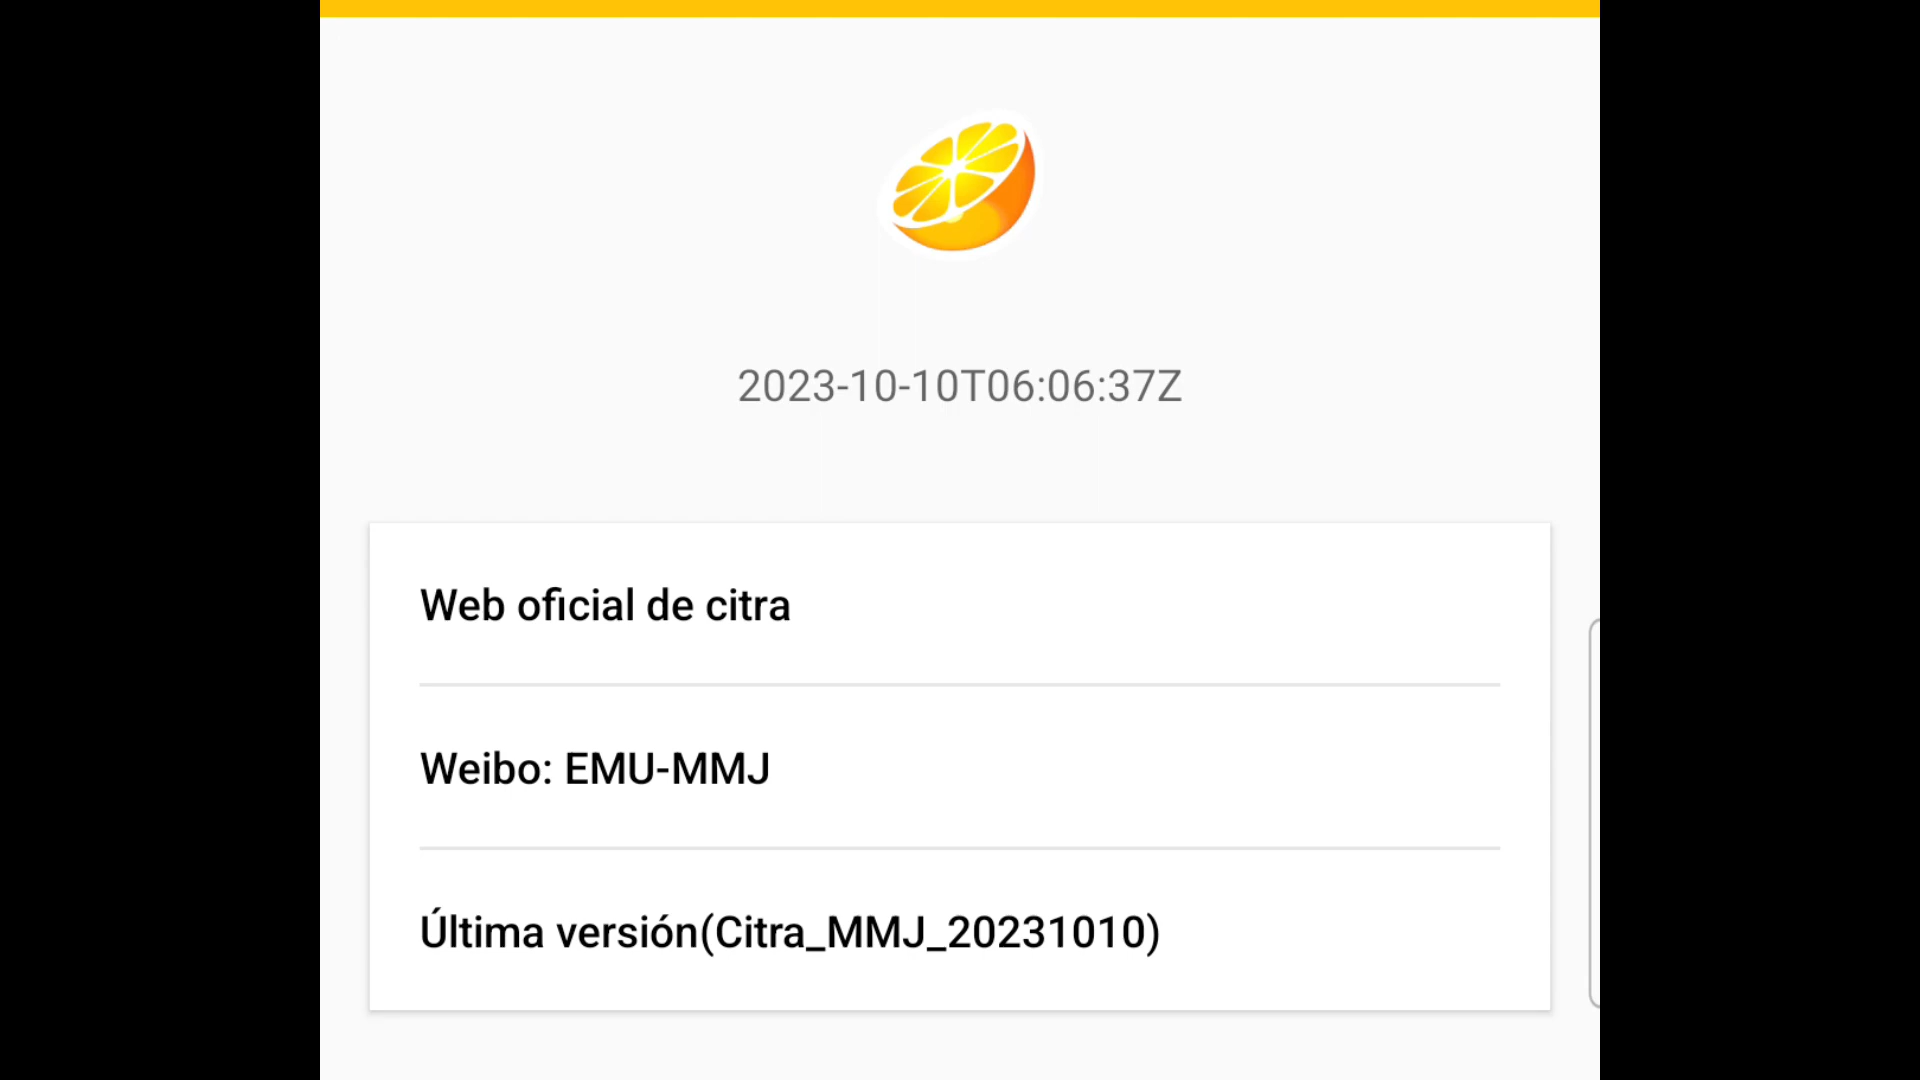 2023-10-10T06:06:37Z
Web oficial de citra
Weibo: EMU-MMJ
Última versión(Citra_MMJ_20231010)